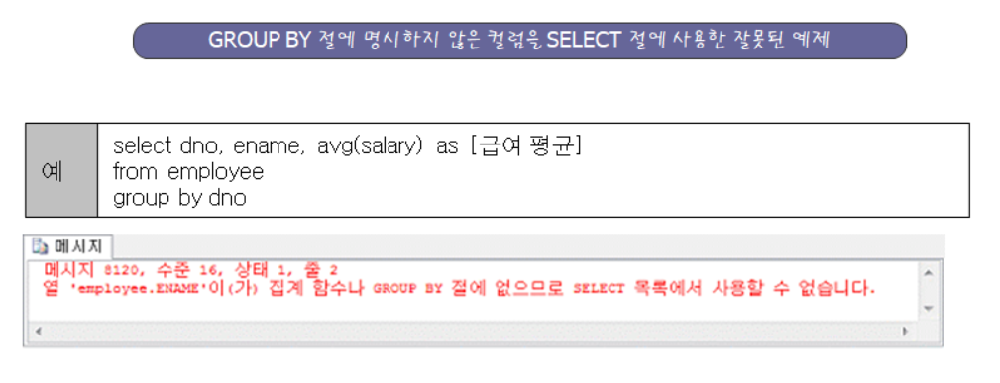 GROUP BY 절에 명시하지 않은 컬럼을 SELECT 절에 사용한 잘못된 예제
예
select dno, ename, avg(salary) as [급여 평균]
from employee
group by dno
메시지
메시지 8120, 수준 16, 상태 1, 줄 2
열 'employee.ENAME'이(가) 집계 함수나 GROUP BY 절에 없으므로 SELECT 목록에서 사용할 수 없습니다.